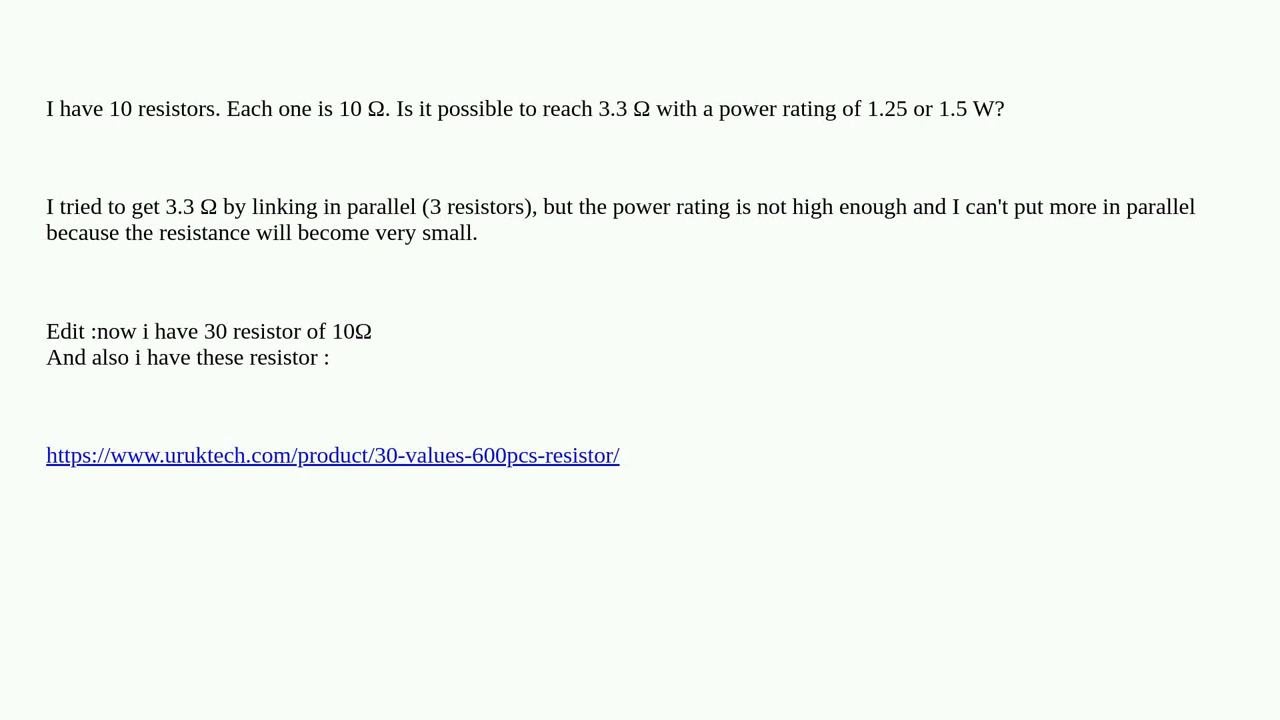 I have 10 resistors. Each one is 10 Ω. Is it possible to reach 3.3 Ω with a power rating of 1.25 or 1.5 W?
I tried to get 3.3 Ω by linking in parallel (3 resistors), but the power rating is not high enough and I can't put more in parallel
because the resistance will become very small.
Edit :now i have 30 resistor of 10Ω
And also i have these resistor :
https://www.uruktech.com/product/30-values-600pcs-resistor/